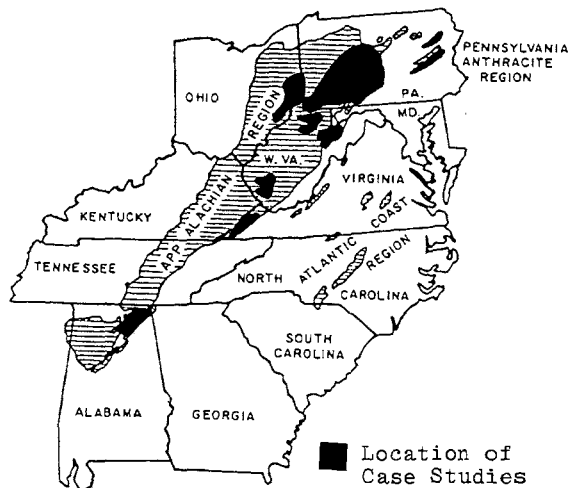 PENNSYLVANIA
ANTHRACITE
REGION
OHIO
PA.
MD.
APPALACHIAN REGION
W. VA.
VIRGINIA
KENTUCKY
COAST
ATLANTIC
REGION
TENNESSEE
NORTH
CAROLINA
SOUTH
CAROLINA
ALABAMA
GEORGIA
Location of
Case Studies